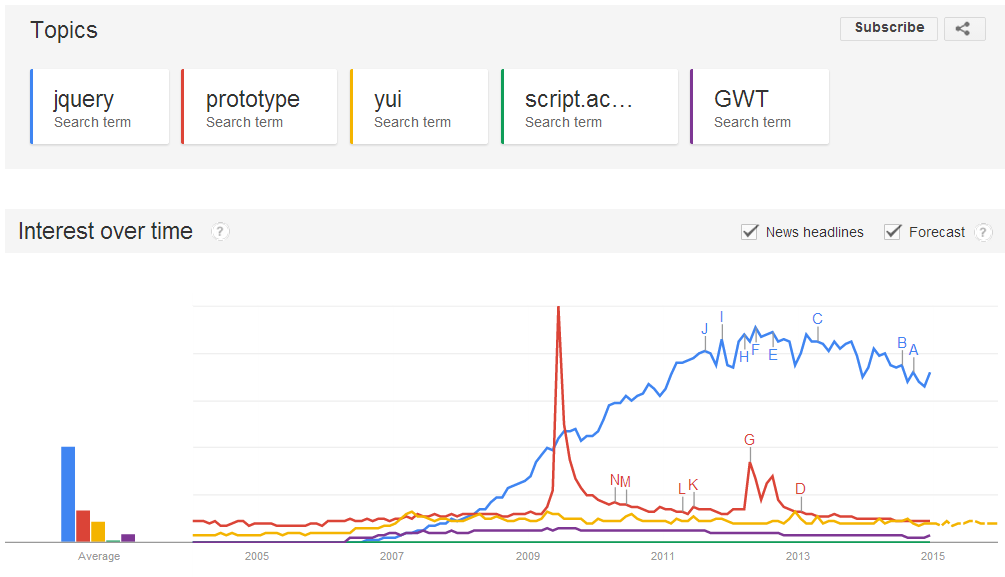 Topics
Subscribe
jquery
Search term
prototype
Search term
yui
Search term
script.ac...
Search term
GWT
Search term
Interest over time ?
News headlines
Forecast ?
J
I
H
F
E
C
B
A
N
M
L
K
G
D
Average
2005
2007
2009
2011
2013
2015